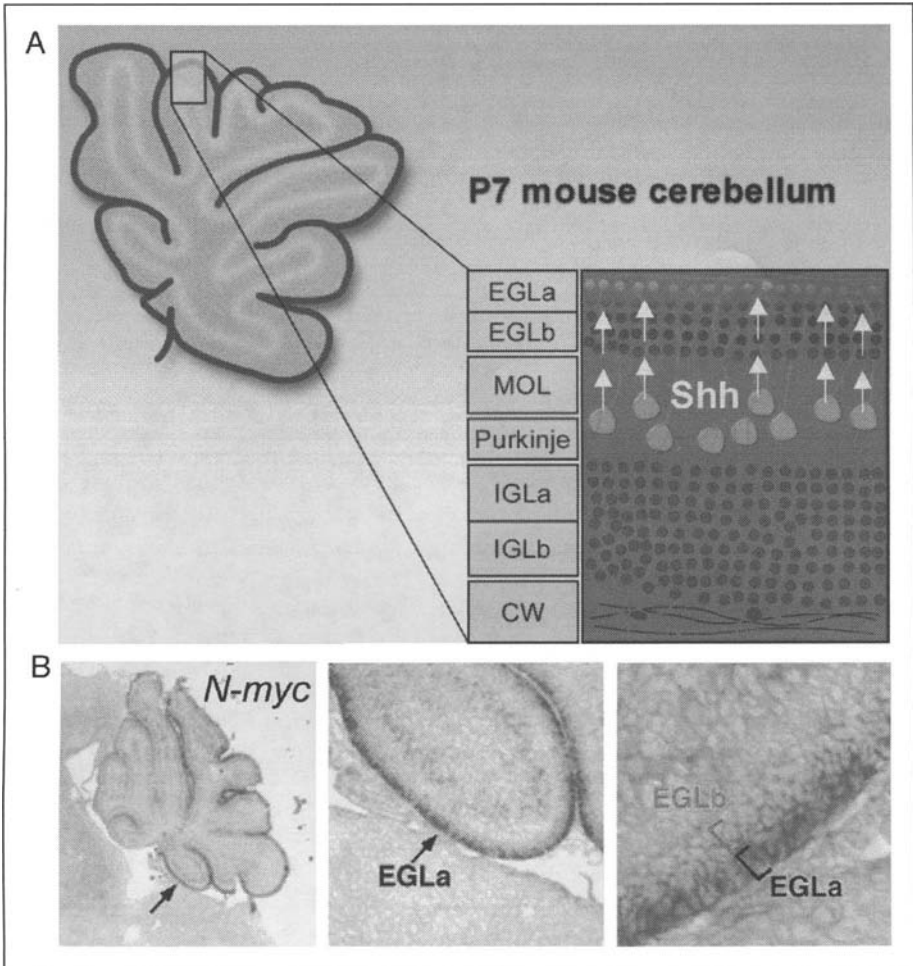 A
P7 mouse cerebellum
EGLa
EGLb
MOL
Shh
Purkinje
IGLa
IGLb
CW
B
N-myc
EGLa
EGLb
EGLa